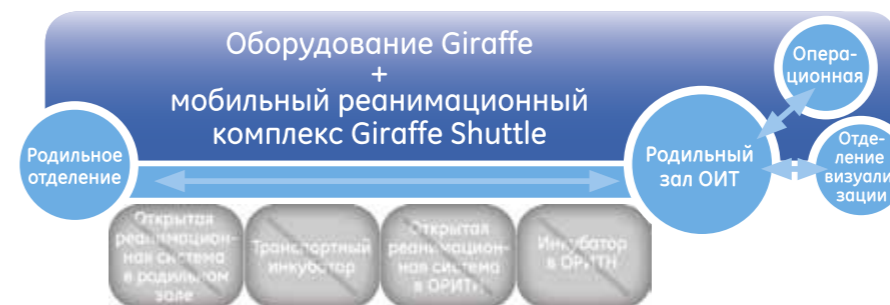 Оборудование Giraffe
+
мобильный реанимационный
комплекс Giraffe Shuttle
Опера-
ционная
Родильное
отделение
Родильный
зал ОИТ
Отде-
ление
визуали-
зации
Открытая
реанимацион-
ная система
в родильном
зале
Транспортный
инкубатор
Открытая
реанимацион-
ная система
в ОРИТН
Инкубатор
в ОРИТН